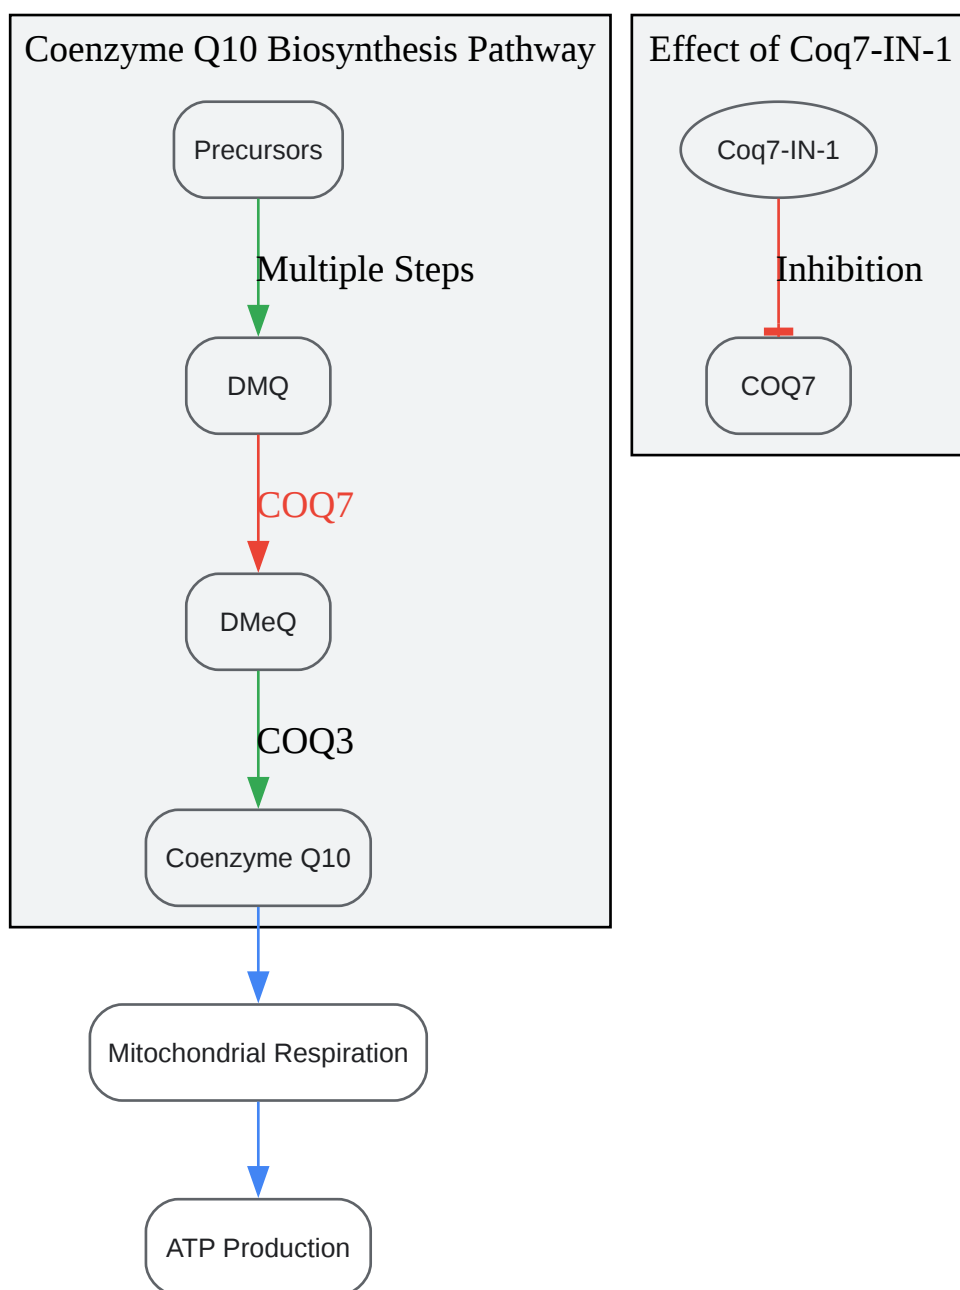 Coenzyme Q10 Biosynthesis Pathway
Precursors
Multiple Steps
DMQ
COQ7
DMeQ
COQ3
Coenzyme Q10
Mitochondrial Respiration
ATP Production
Effect of Coq7-IN-1
Coq7-IN-1
Inhibition
COQ7